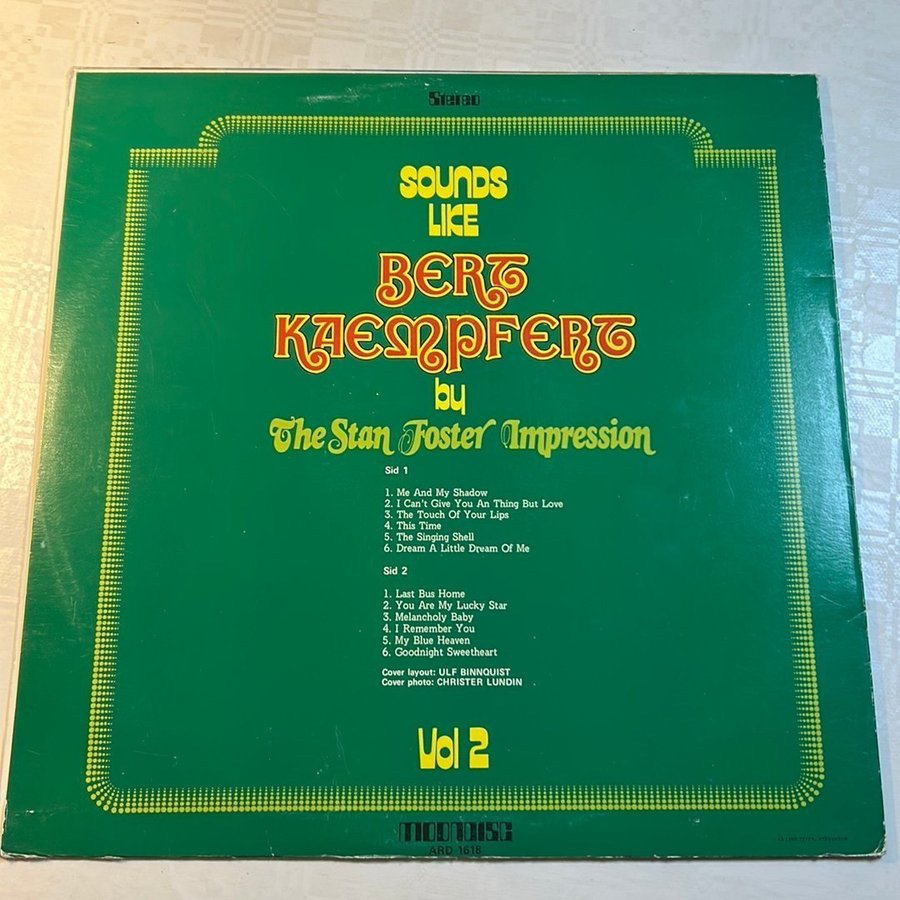 Stereo
SOUNDS
LIKE
BERT
KAEMPFERT
by
The Stan Foster Impression
Sid 1
1. Me And My Shadow
2. I Can't Give You An Thing But Love
3. The Touch Of Your Lips
4. This Time
5. The Singing Shell
6. Dream A Little Dream Of Me
Sid 2
1. Last Bus Home
2. You Are My Lucky Star
3. Melancholy Baby
4. I Remember You
5. My Blue Heaven
6. Goodnight Sweetheart
Cover layout: ULF BINNQUIST
Cover photo: CHRISTER LUNDIN
Vol 2
MOONDISC
ARD 1618